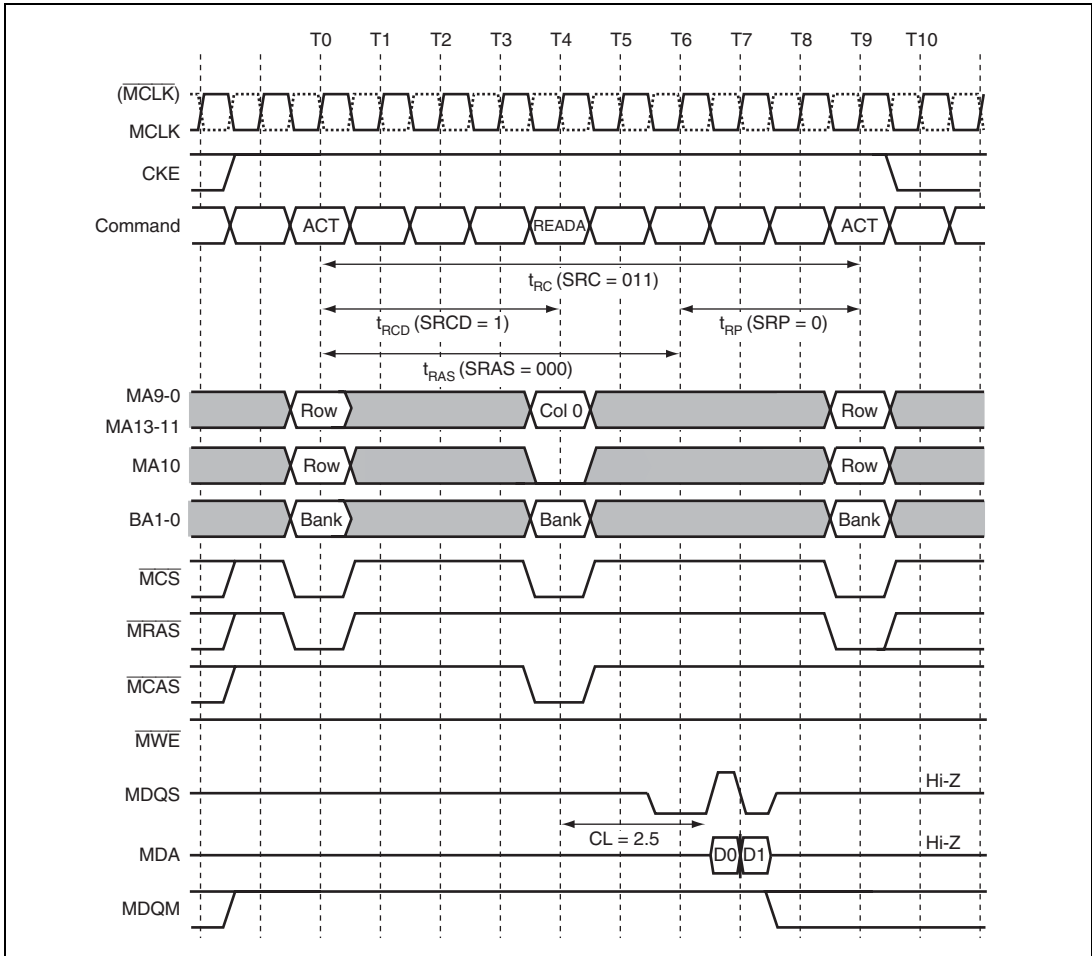 T0 T1 T2 T3 T4 T5 T6 T7 T8 T9 T10
(MCLK)
MCLK
CKE
Command ACT READA ACT
tRC (SRC = 011)
tRCD (SRCD = 1) tRP (SRP = 0)
tRAS (SRAS = 000)
MA9-0
MA13-11
Row Col 0 Row
MA10 Row Row
BA1-0 Bank Bank Bank
MCS
MRAS
MCAS
MWE
MDQS Hi-Z
CL = 2.5
MDA D0 D1 Hi-Z
MDQM